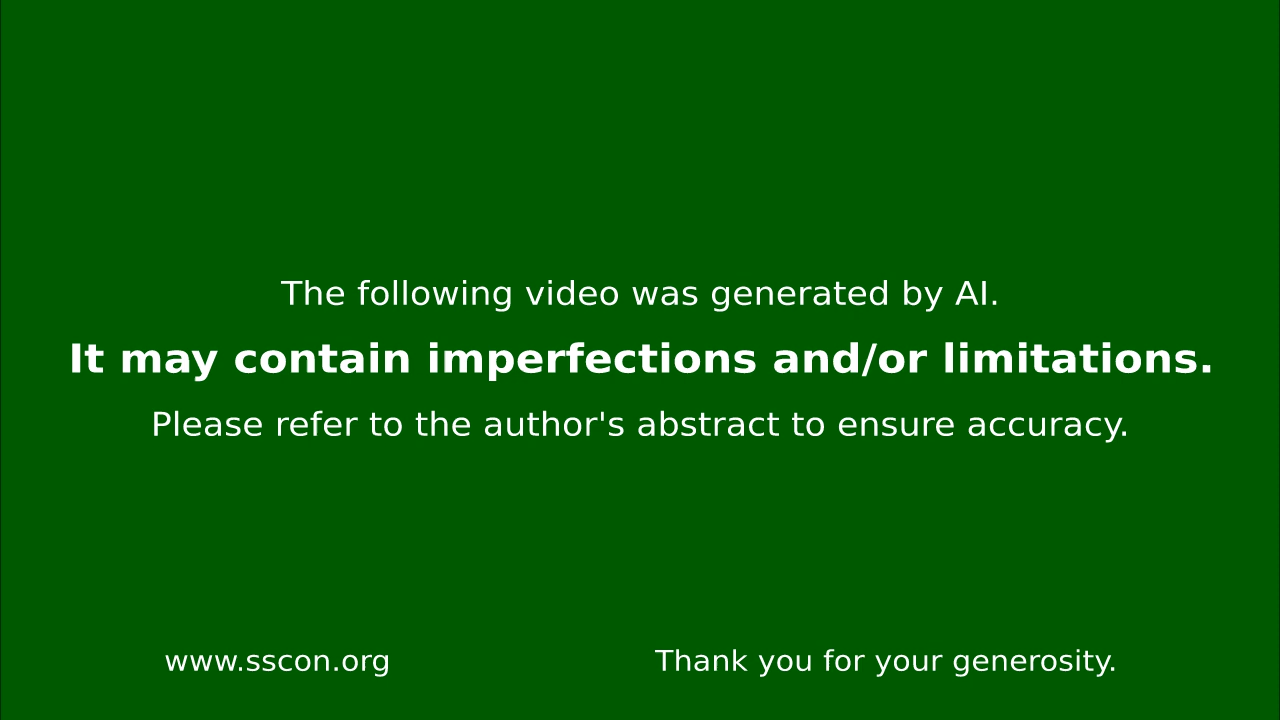 The following video was generated by AI.
It may contain imperfections and/or limitations.
Please refer to the author's abstract to ensure accuracy.
www.sscon.org
Thank you for your generosity.